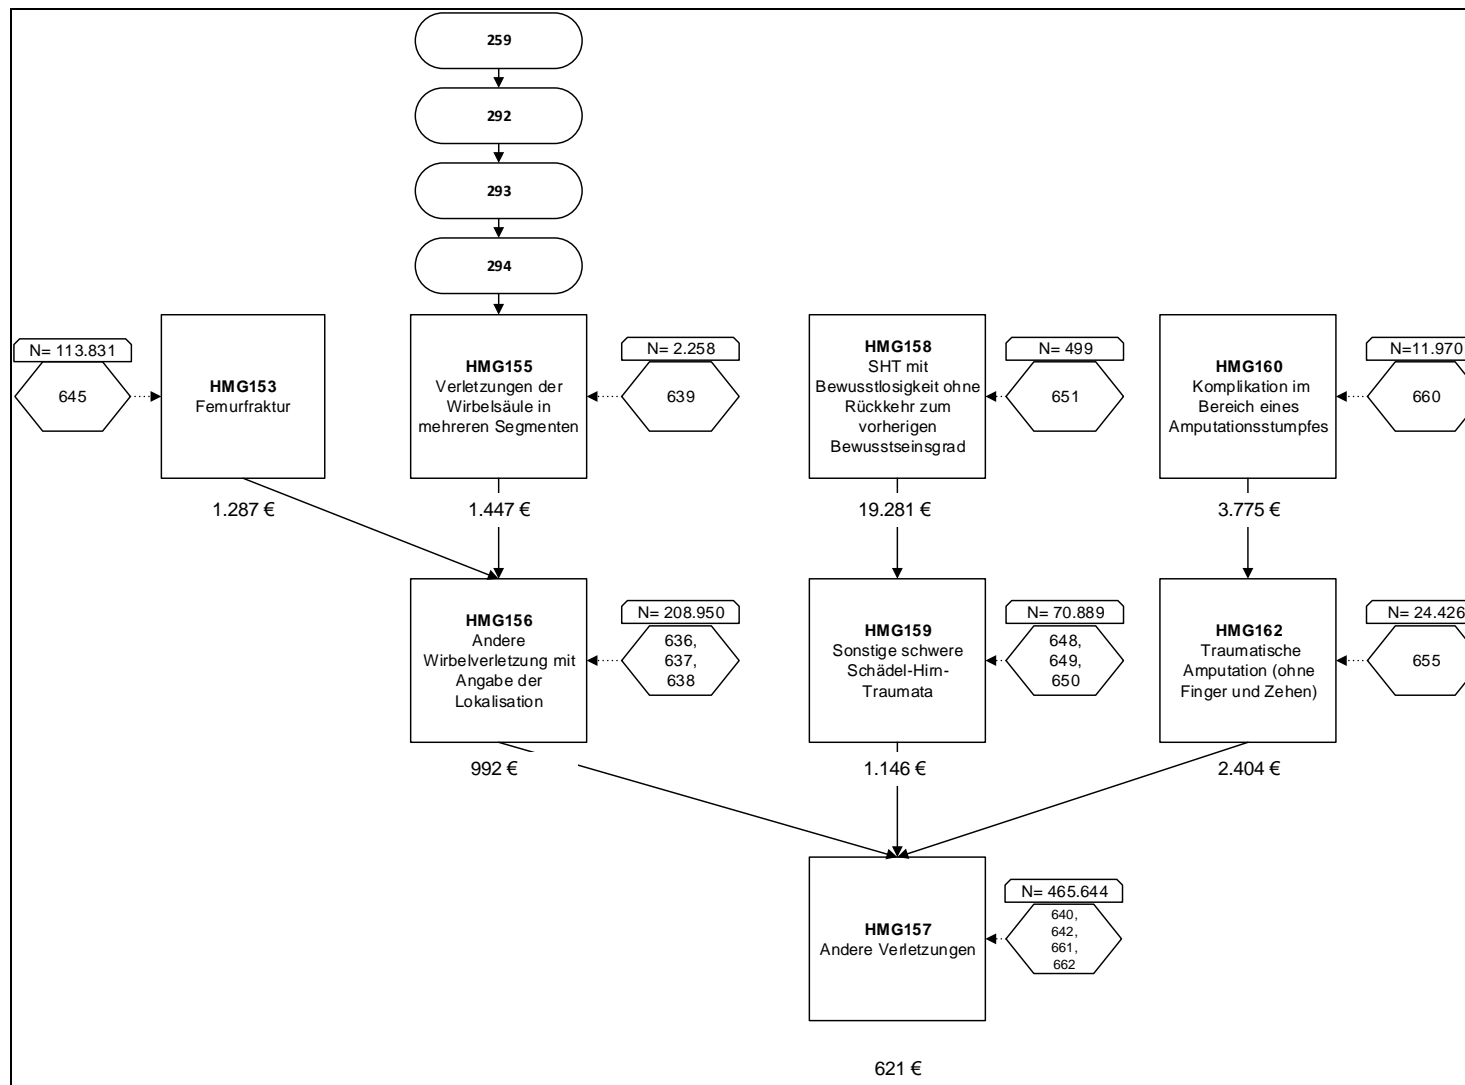 259
292
293
294
N= 113.831
645
HMG153
Femurfraktur
1.287 €
HMG155
Verletzungen der
Wirbelsäule in
mehreren Segmenten
N= 2.258
639
1.447 €
HMG158
SHT mit
Bewusstlosigkeit ohne
Rückkehr zum
vorherigen
Bewusstseinsgrad
N= 499
651
19.281 €
HMG160
Komplikation im
Bereich eines
Amputationsstumpfes
N=11.970
660
3.775 €
HMG156
Andere
Wirbelverletzung mit
Angabe der
Lokalisation
N= 208.950
636,
637,
638
992 €
HMG159
Sonstige schwere
Schädel-Hirn-
Traumata
N= 70.889
648,
649,
650
1.146 €
HMG162
Traumatische
Amputation (ohne
Finger und Zehen)
N= 24.426
655
2.404 €
HMG157
Andere Verletzungen
N= 465.644
640,
642,
661,
662
621 €